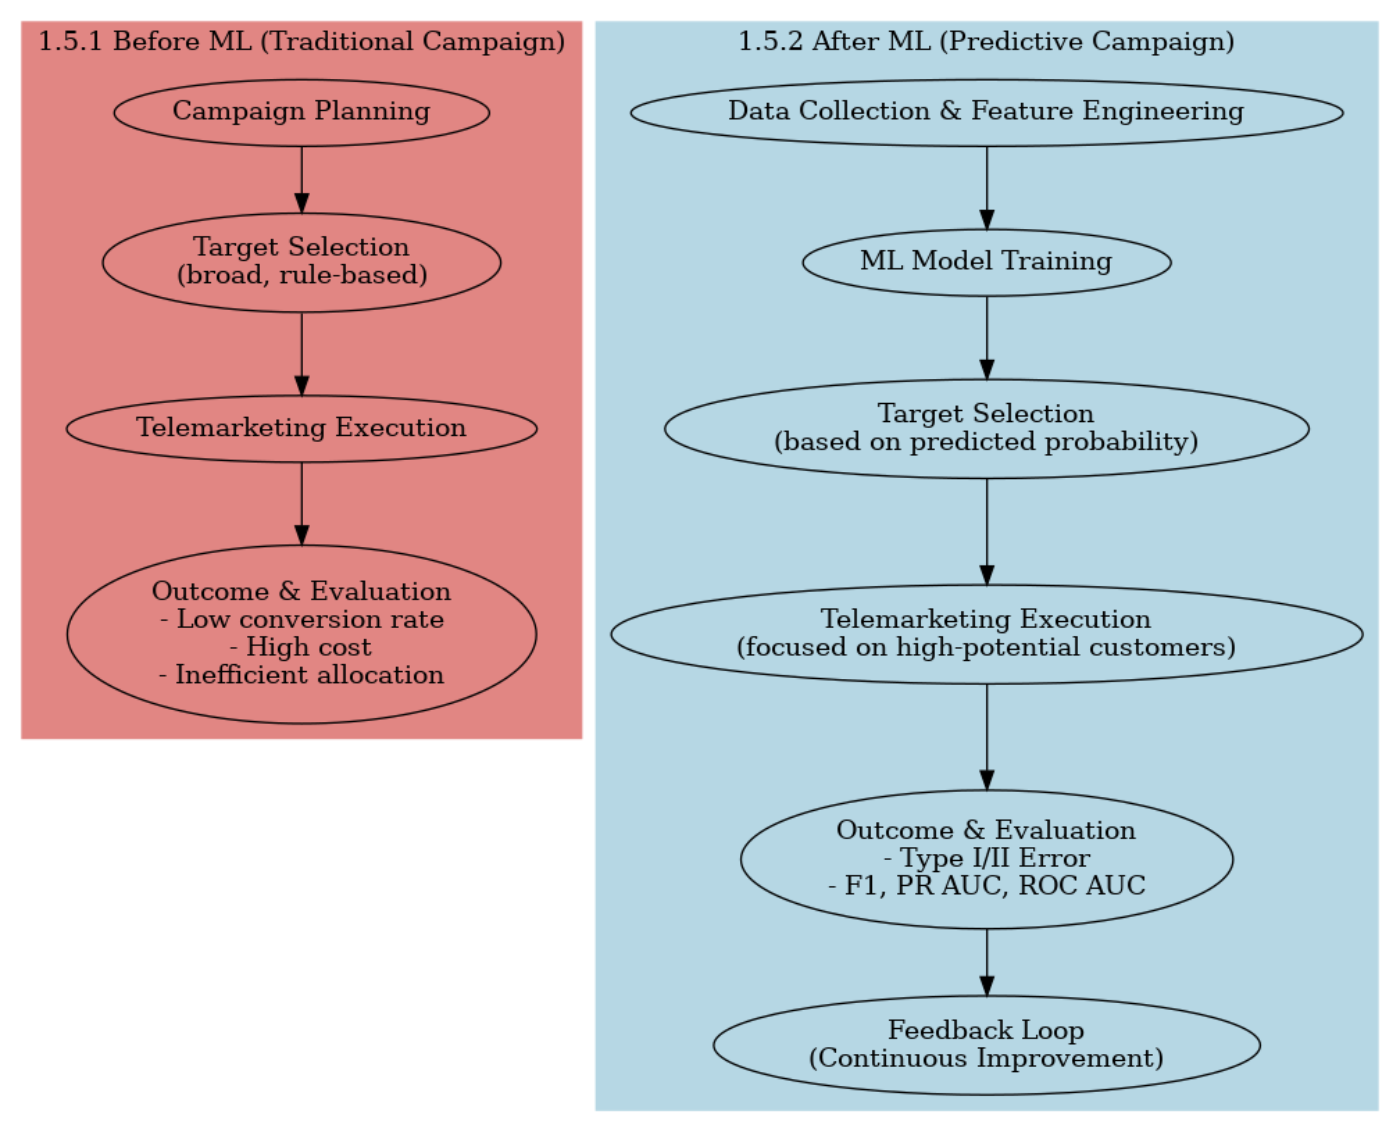 1.5.1 Before ML (Traditional Campaign)
Campaign Planning
Target Selection
(broad, rule-based)
Telemarketing Execution
Outcome & Evaluation
- Low conversion rate
- High cost
- Inefficient allocation
1.5.2 After ML (Predictive Campaign)
Data Collection & Feature Engineering
ML Model Training
Target Selection
(based on predicted probability)
Telemarketing Execution
(focused on high-potential customers)
Outcome & Evaluation
- Type I/II Error
- F1, PR AUC, ROC AUC
Feedback Loop
(Continuous Improvement)